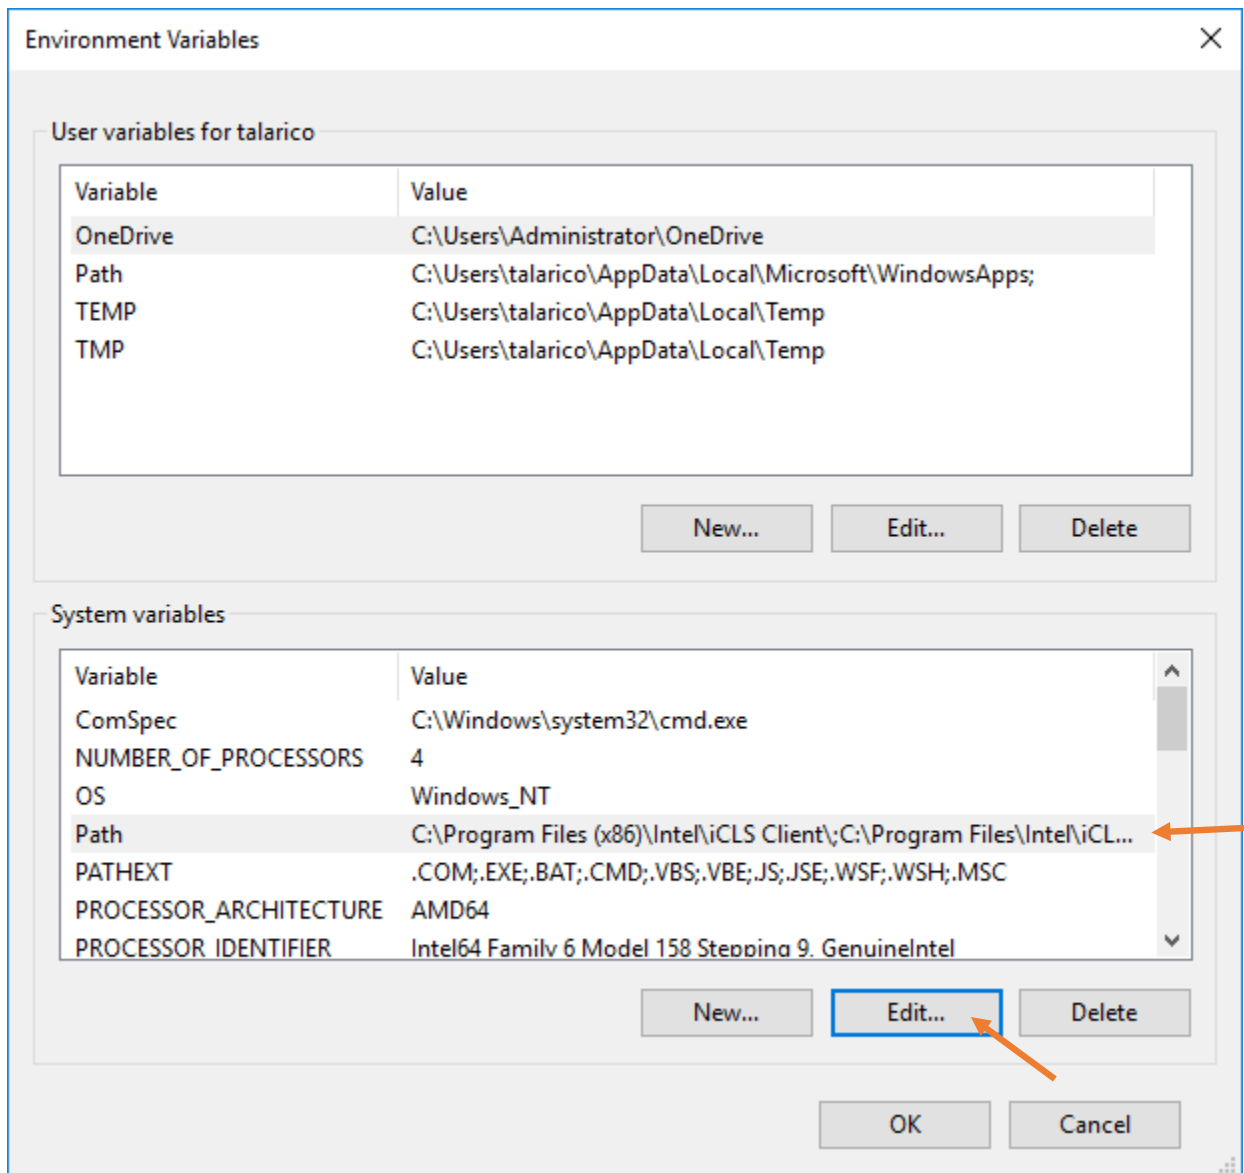 Environment Variables
User variables for talarico
Variable Value
OneDrive C:\Users\Administrator\OneDrive
Path C:\Users\talarico\AppData\Local\Microsoft\WindowsApps;
TEMP C:\Users\talarico\AppData\Local\Temp
TMP C:\Users\talarico\AppData\Local\Temp
New... Edit... Delete
System variables
Variable Value
ComSpec C:\Windows\system32\cmd.exe
NUMBER_OF_PROCESSORS 4
OS Windows_NT
Path C:\Program Files (x86)\Intel\iCLS Client\;C:\Program Files\Intel\iCL...
PATHEXT .COM;.EXE;.BAT;.CMD;.VBS;.VBE;.JS;.JSE;.WSF;.WSH;.MSC
PROCESSOR_ARCHITECTURE AMD64
PROCESSOR_IDENTIFIER Intel64 Family 6 Model 158 Stepping 9, GenuineIntel
New... Edit... Delete
OK Cancel